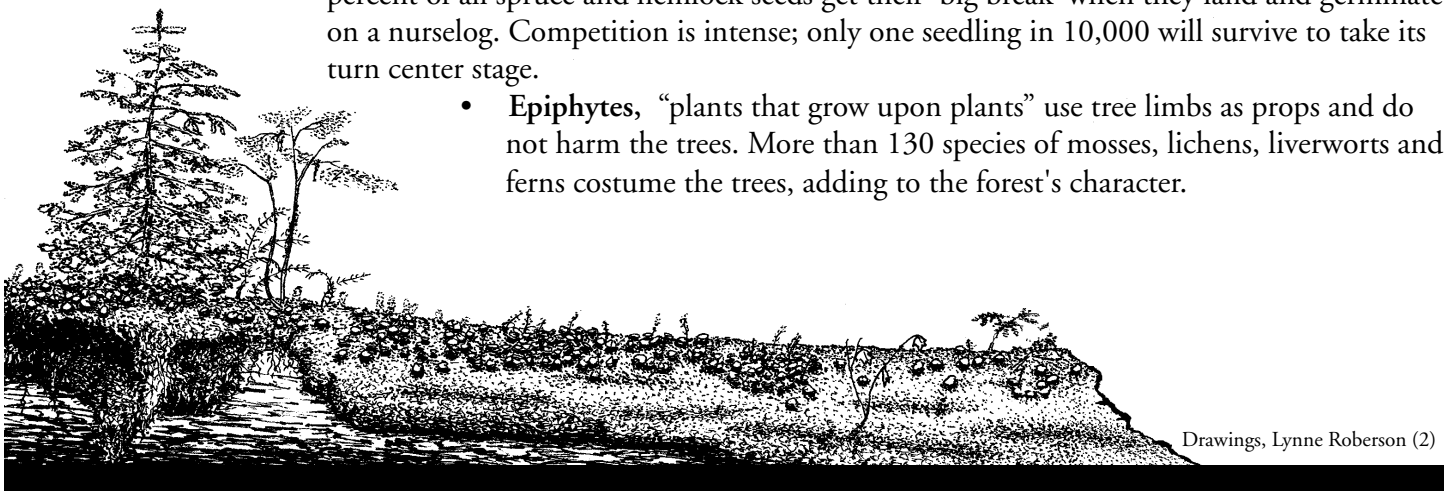 percent of all spruce and hemlock seeds get their "big break" when they land and germinate
on a nurselog. Competition is intense; only one seedling in 10,000 will survive to take its
turn center stage.
• Epiphytes, “plants that grow upon plants” use tree limbs as props and do
not harm the trees. More than 130 species of mosses, lichens, liverworts and
ferns costume the trees, adding to the forest's character.
Drawings, Lynne Roberson (2)